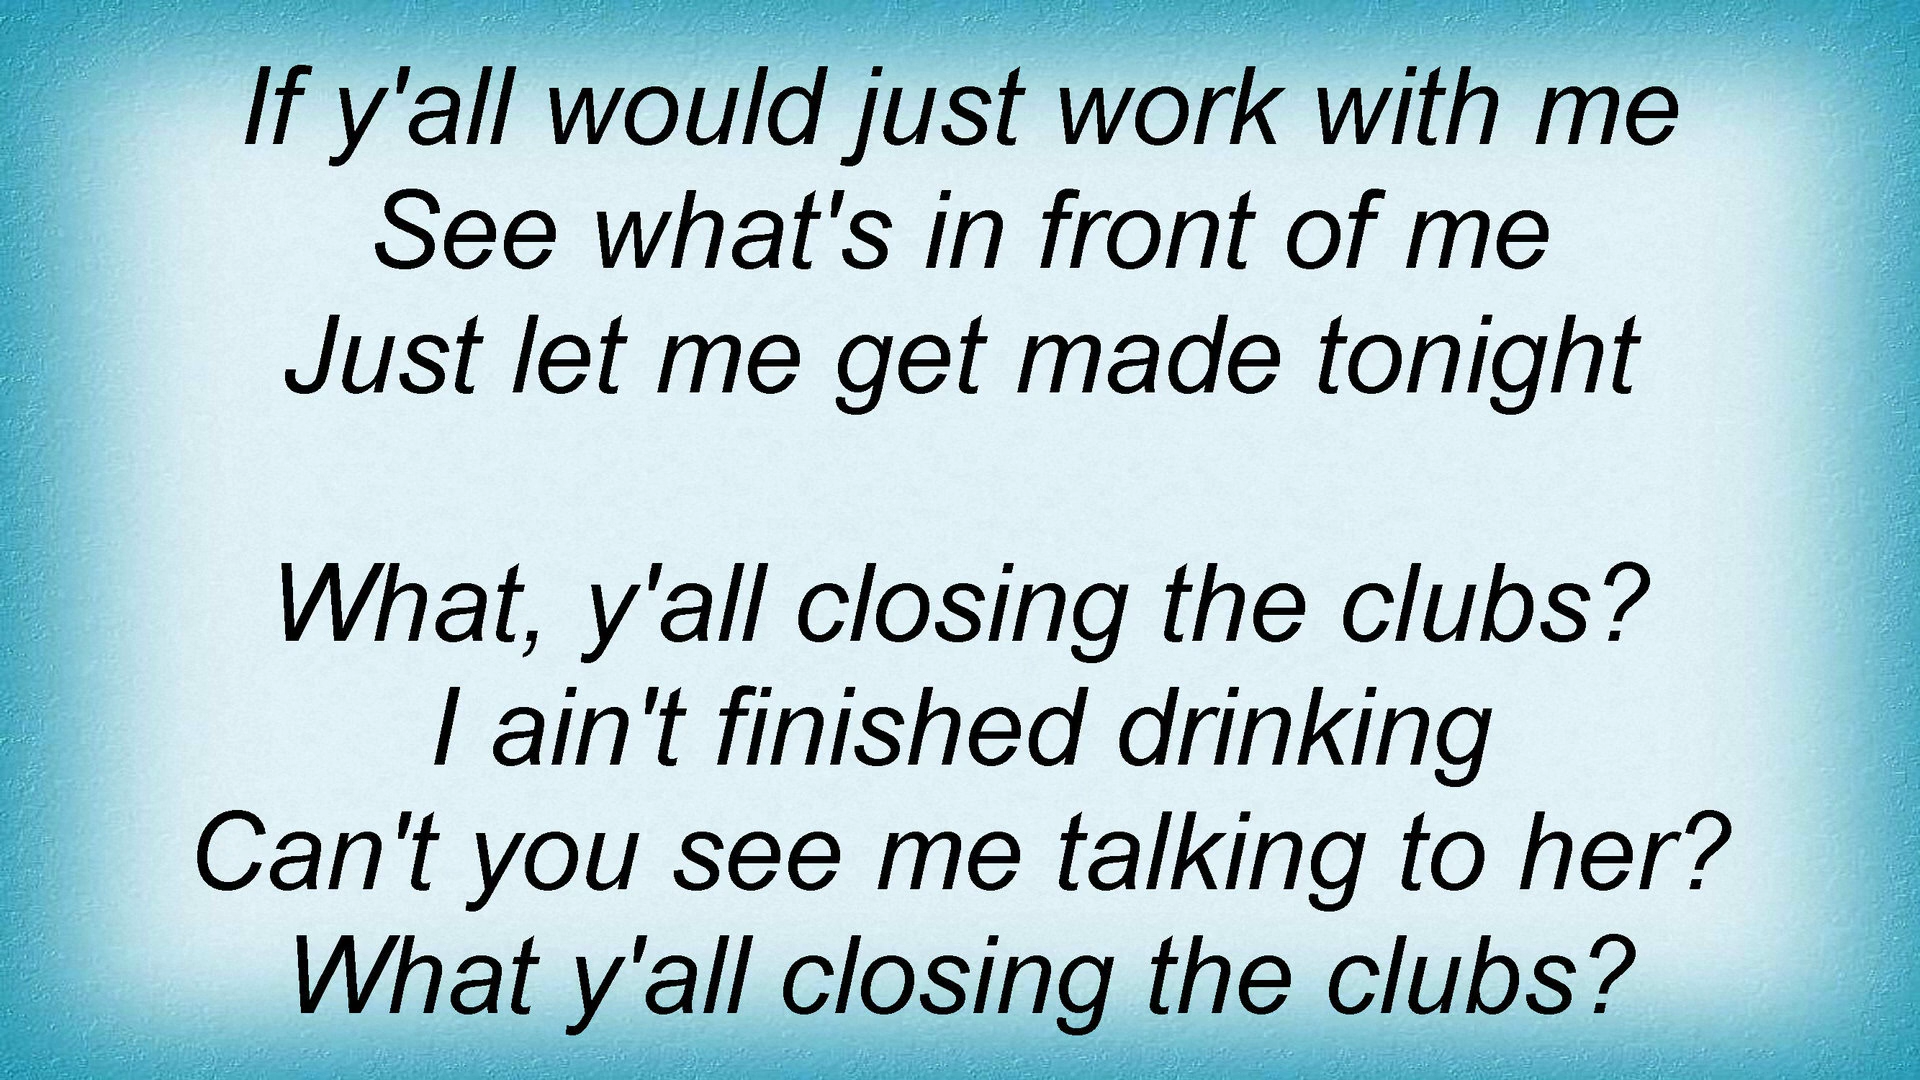 If y'all would just work with me
See what's in front of me
Just let me get made tonight
What, y'all closing the clubs?
I ain't finished drinking
Can't you see me talking to her?
What y'all closing the clubs?